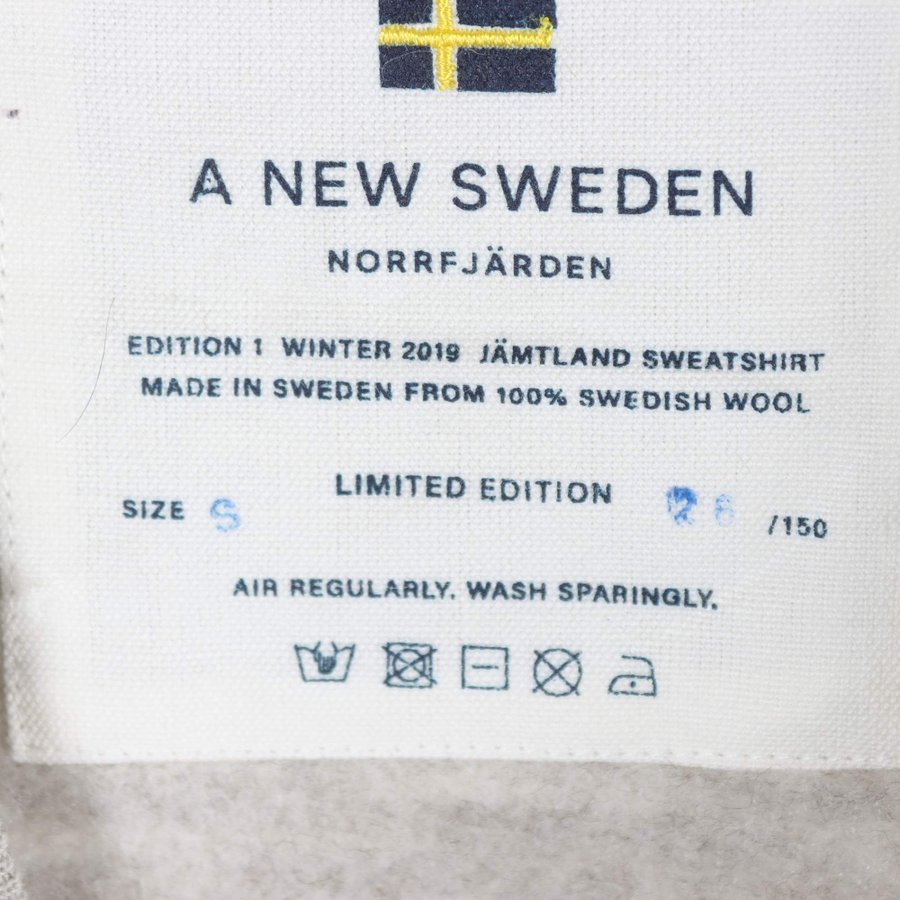 A NEW SWEDEN
NORRFJÄRDEN
EDITION 1 WINTER 2019 JÄMTLAND SWEATSHIRT
MADE IN SWEDEN FROM 100% SWEDISH WOOL
LIMITED EDITION /150
SIZE S
AIR REGULARLY. WASH SPARINGLY.